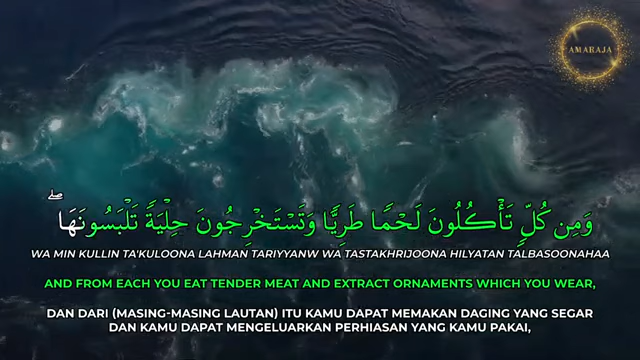 AMARAJA
وَمِن كُلٍّ تَأْكُلُونَ لَحْمًا طَرِيًّا وَتَسْتَخْرِجُونَ حِلْيَةً تَلْبَسُونَهَا ۖ
WA MIN KULLIN TA'KULOONA LAHMAN TARIYYANW WA TASTAKHRIJOONA HILYATAN TALBASOONAHAA
AND FROM EACH YOU EAT TENDER MEAT AND EXTRACT ORNAMENTS WHICH YOU WEAR,
DAN DARI (MASING-MASING LAUTAN) ITU KAMU DAPAT MEMAKAN DAGING YANG SEGAR
DAN KAMU DAPAT MENGELUARKAN PERHIASAN YANG KAMU PAKAI,